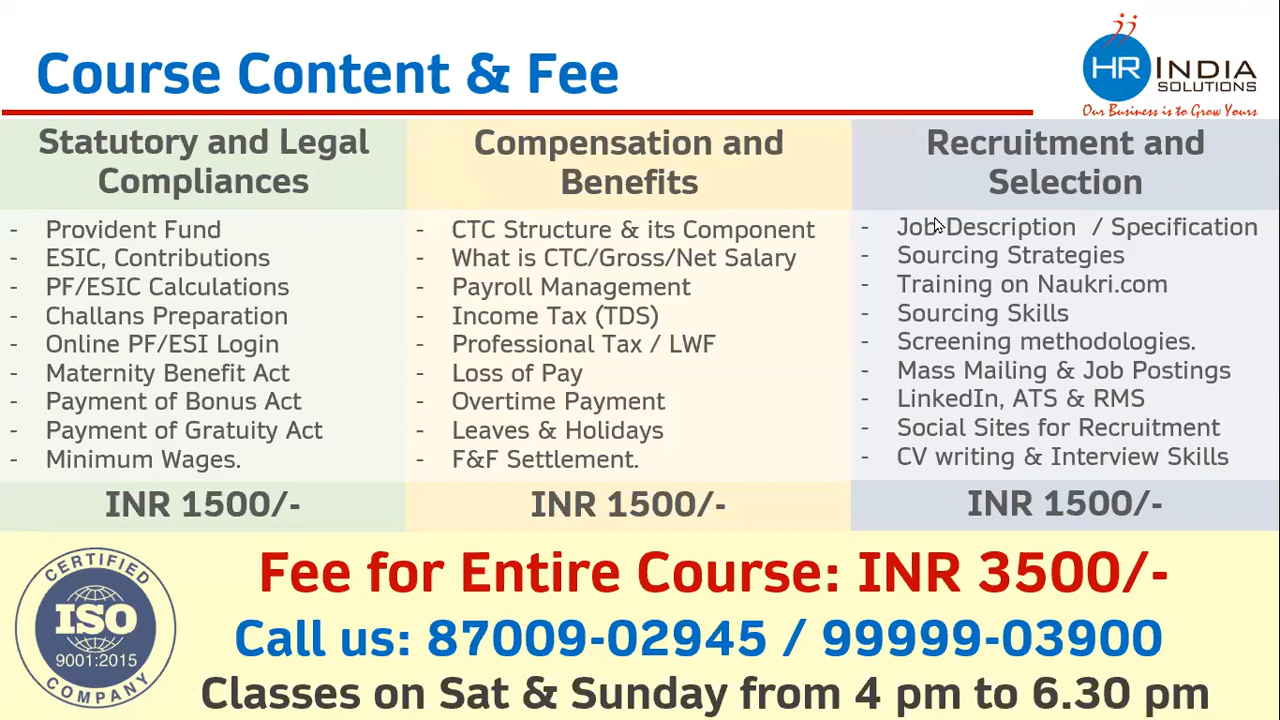 Course Content & Fee
HR INDIA
SOLUTIONS
Our Business is to Grow Yours
Statutory and Legal
Compliances
- Provident Fund
- ESIC, Contributions
- PF/ESIC Calculations
- Challans Preparation
- Online PF/ESI Login
- Maternity Benefit Act
- Payment of Bonus Act
- Payment of Gratuity Act
- Minimum Wages.
INR 1500/-
Compensation and
Benefits
- CTC Structure & its Component
- What is CTC/Gross/Net Salary
- Payroll Management
- Income Tax (TDS)
- Professional Tax / LWF
- Loss of Pay
- Overtime Payment
- Leaves & Holidays
- F&F Settlement.
INR 1500/-
Recruitment and
Selection
- Job Description / Specification
- Sourcing Strategies
- Training on Naukri.com
- Sourcing Skills
- Screening methodologies.
- Mass Mailing & Job Postings
- LinkedIn, ATS & RMS
- Social Sites for Recruitment
- CV writing & Interview Skills
INR 1500/-
CERTIFIED
ISO
9001:2015
COMPANY
Fee for Entire Course: INR 3500/-
Call us: 87009-02945 / 99999-03900
Classes on Sat & Sunday from 4 pm to 6.30 pm